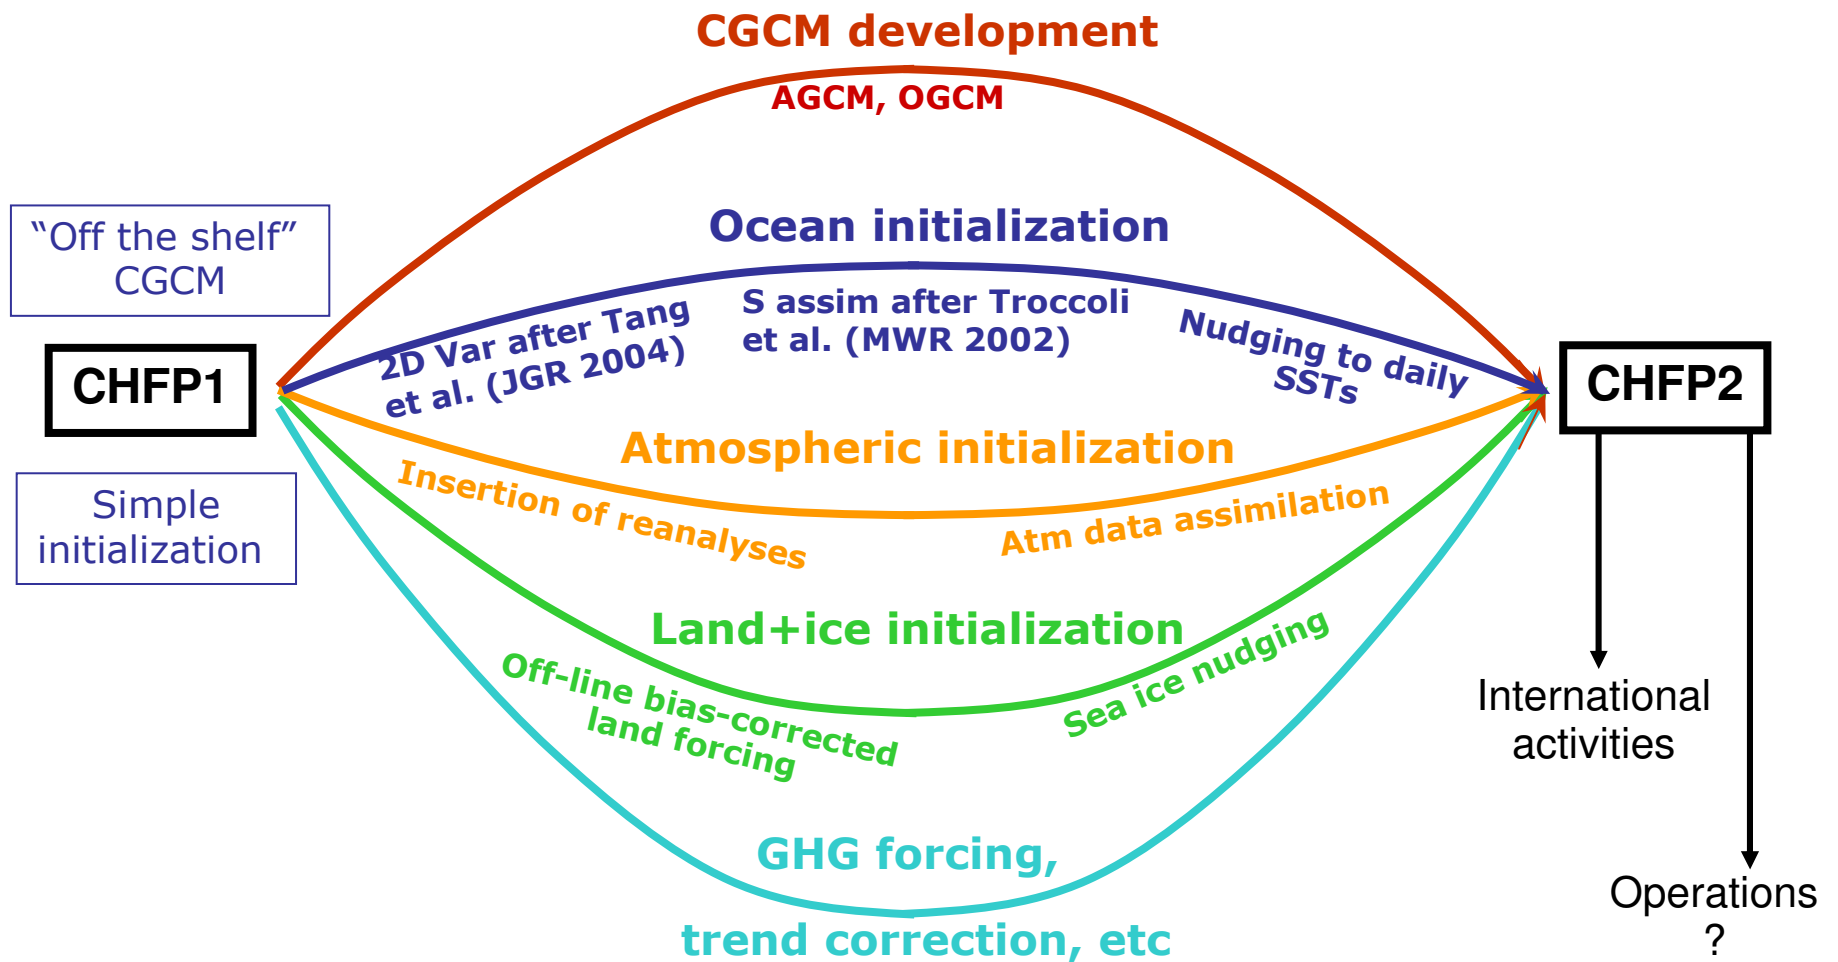 CGCM development
AGCM, OGCM
“Off the shelf”
CGCM
Ocean initialization
2D Var after Tang
et al. (JGR 2004)
S assim after Troccoli
et al. (MWR 2002)
Nudging to daily
SSTs
CHFP1
CHFP2
Simple
initialization
Atmospheric initialization
Insertion of reanalyses
Atm data assimilation
Land+ice initialization
Off-line bias-corrected
land forcing
Sea ice nudging
International
activities
GHG forcing,
trend correction, etc
Operations
?